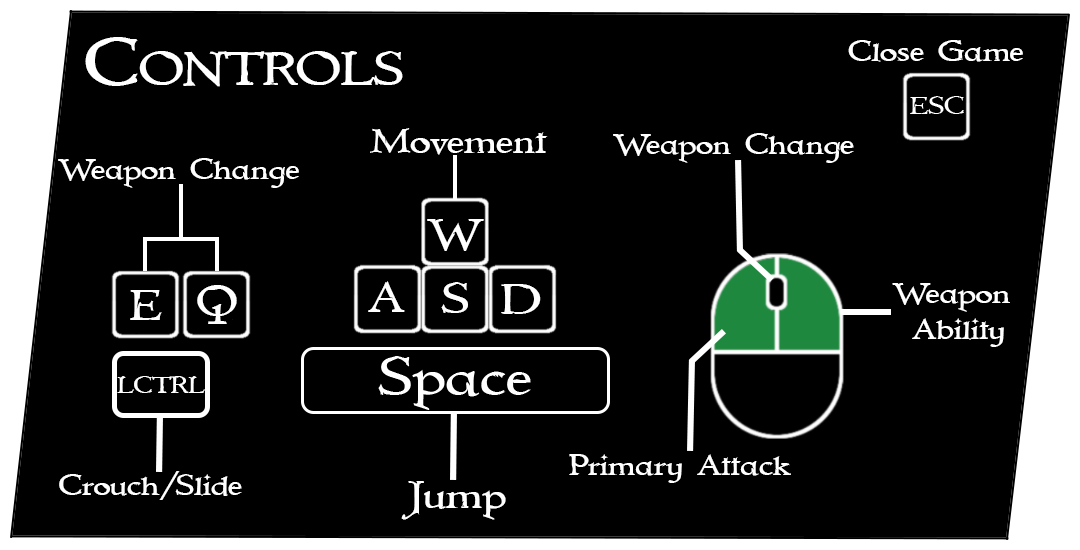 CONTROLS
Close Game
ESC
Movement
Weapon Change
Weapon Change
W
E Q
A S D
Weapon
Ability
LCTRL
Space
Primary Attack
Crouch/Slide
Jump